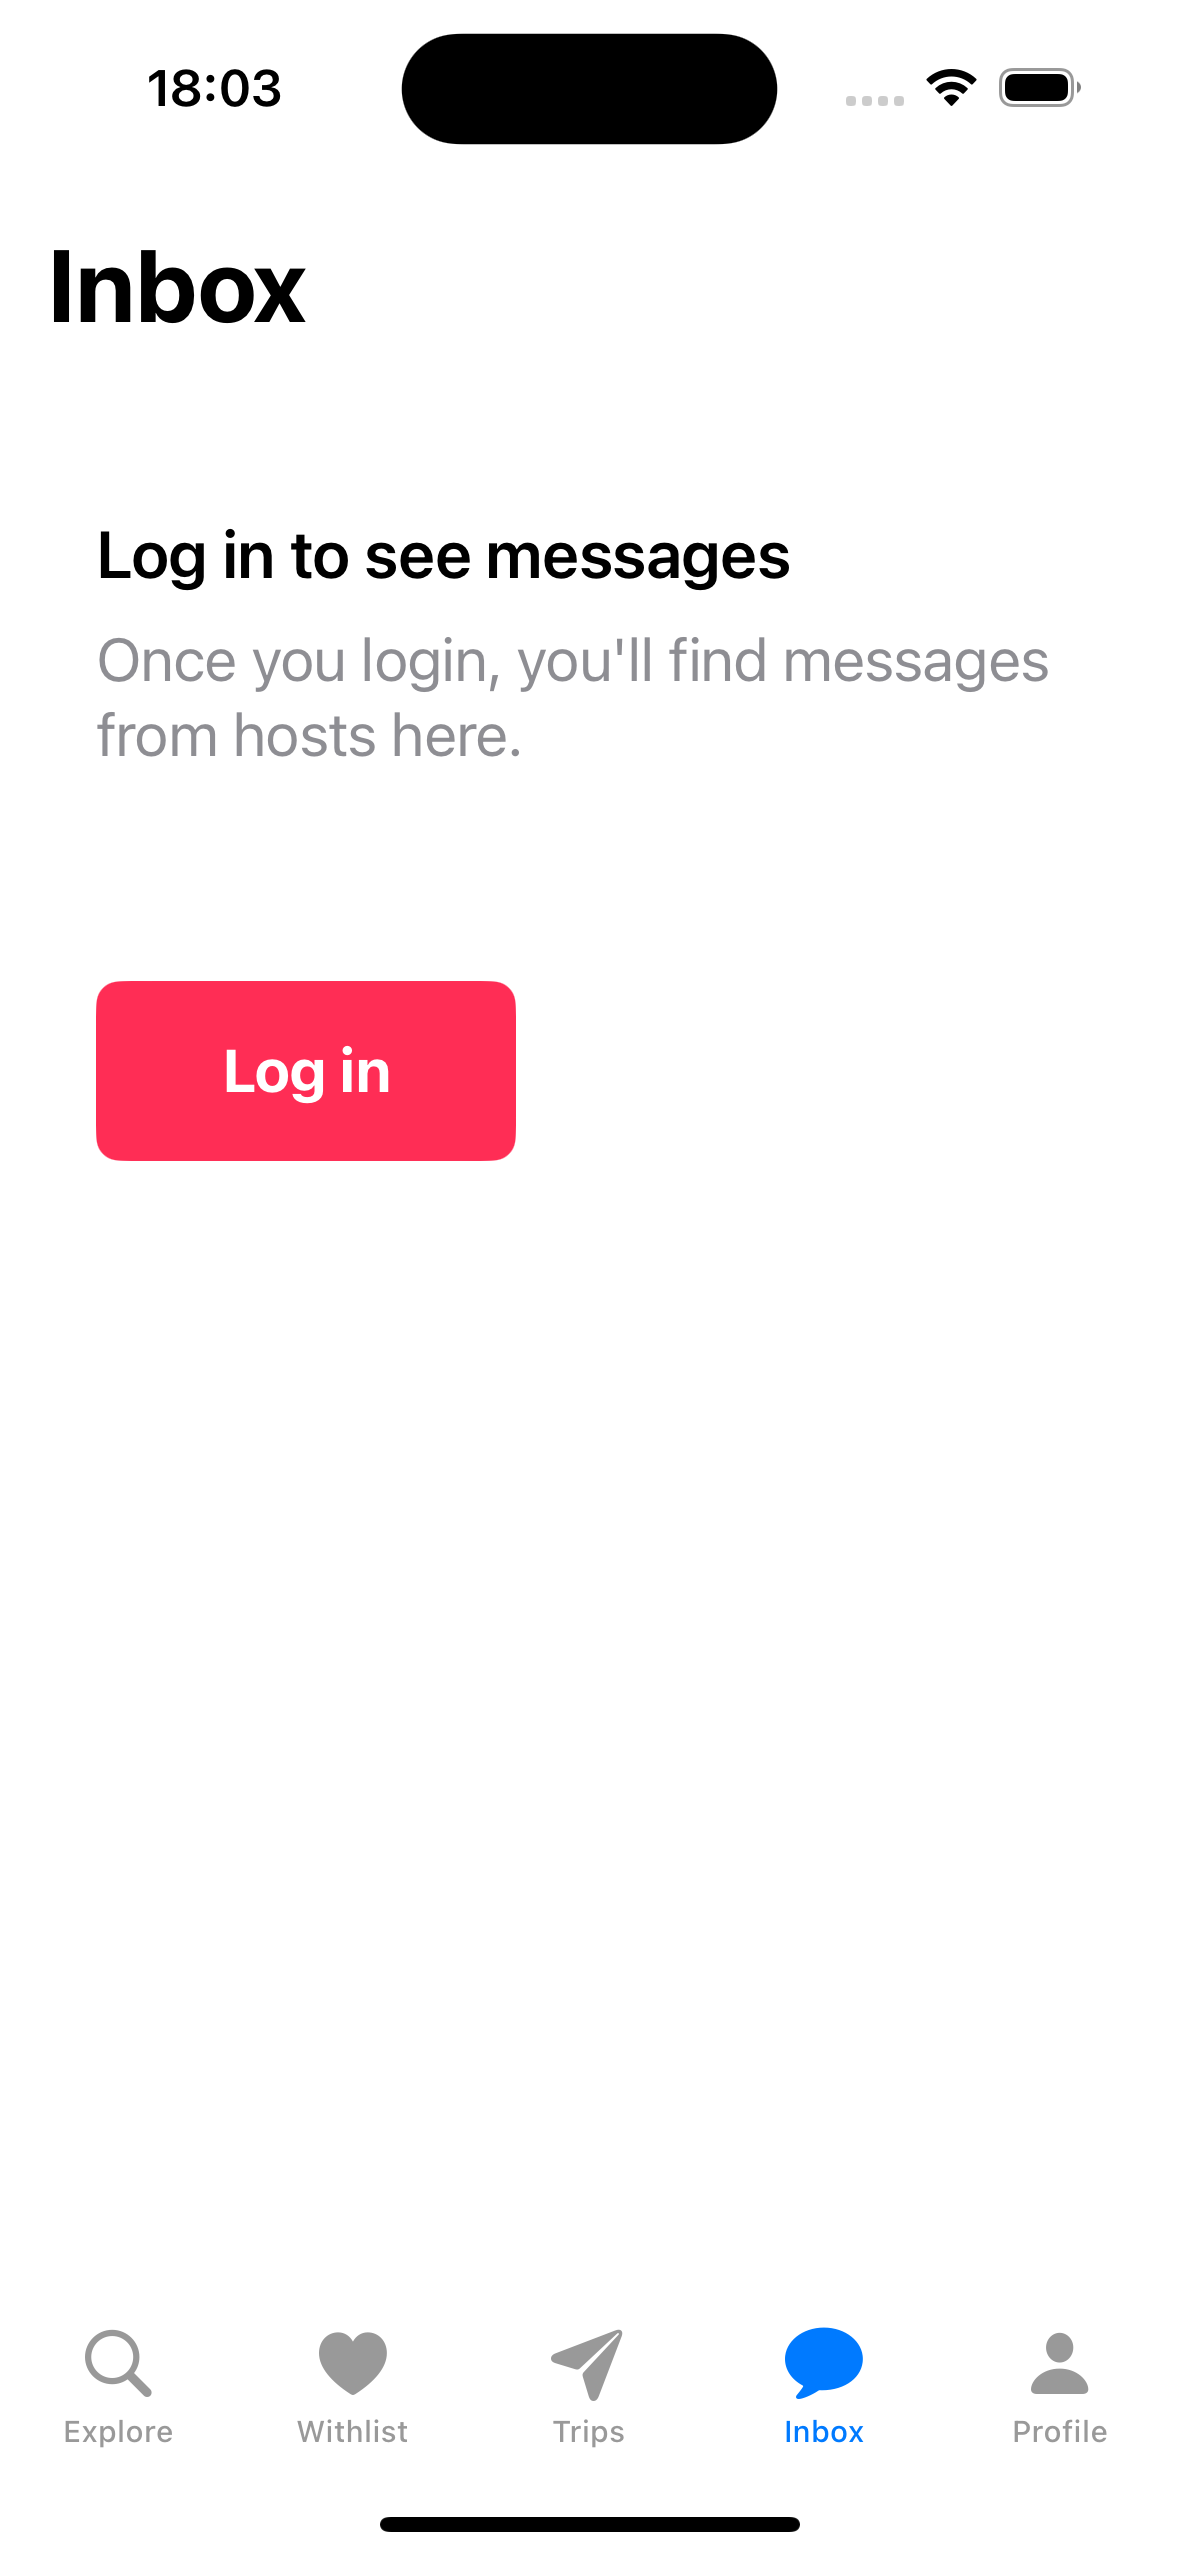 18:03
Inbox
Log in to see messages
Once you login, you'll find messages
from hosts here.
Log in
Explore
Withlist
Trips
Inbox
Profile